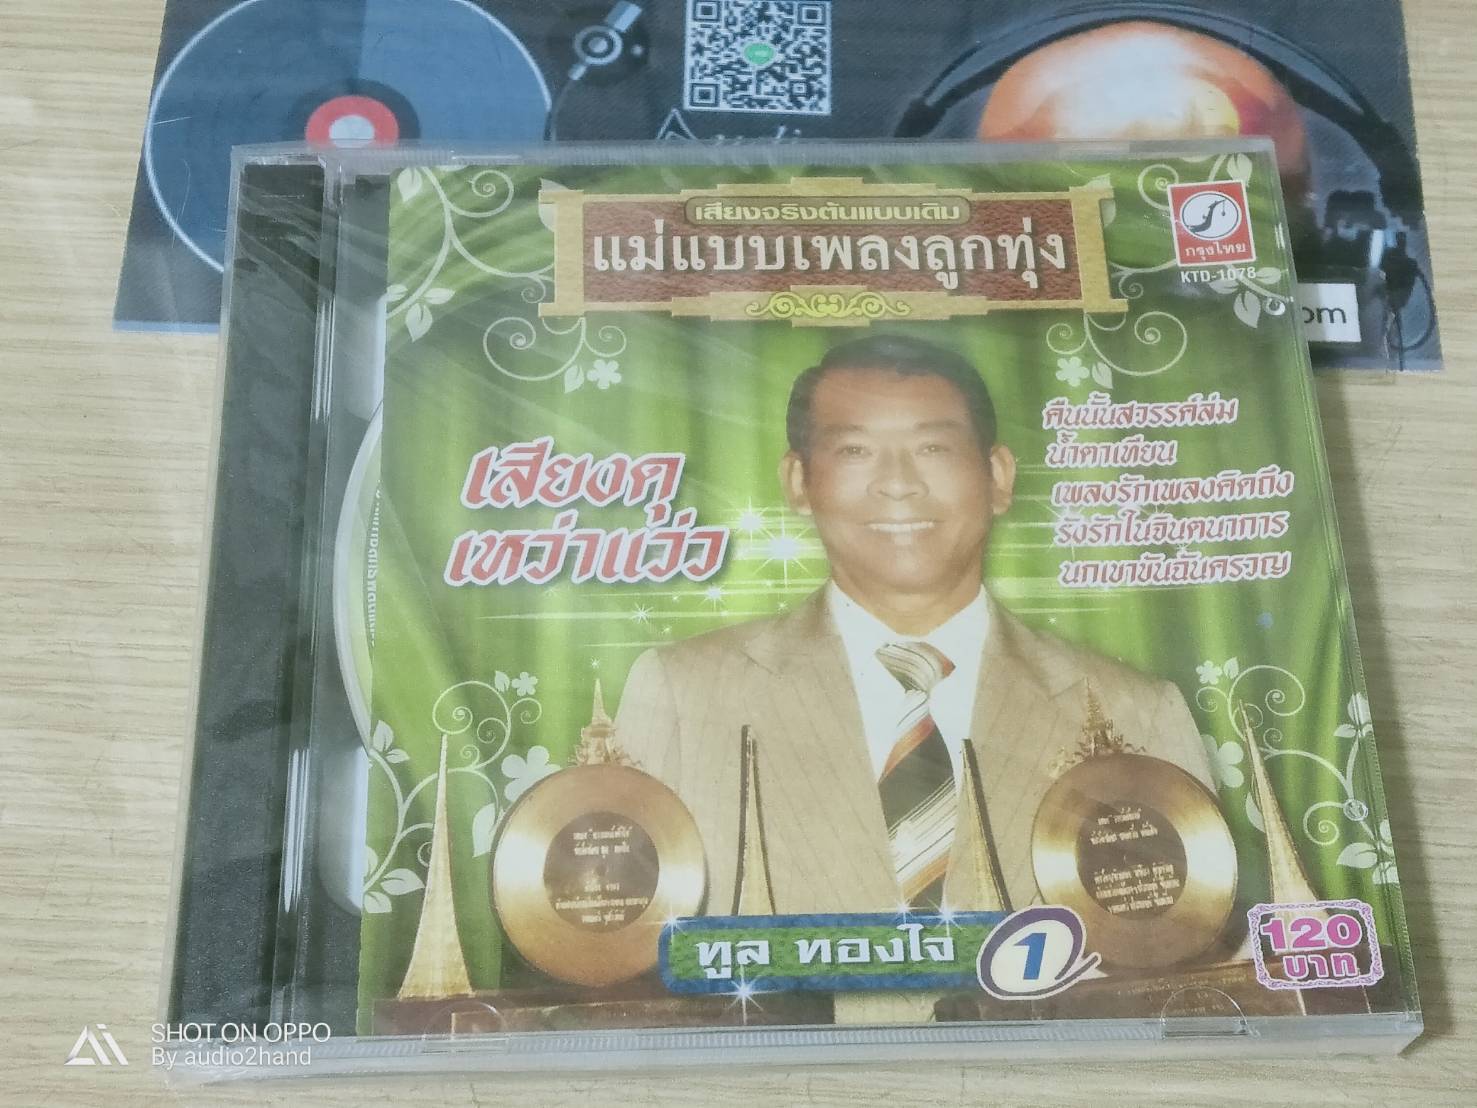 เสียงจริงต้นแบบเดิม
แม่แบบเพลงลูกทุ่ง
กรุงไทย
KTD-1078
om
คืนนั้นสวรรค์ล่ม
น้ำตาเทียน
เพลงรักเพลงคิดถึง
รังรักในจินตนาการ
นกเขาขันฉันครวญ
เสียงดุ
เหว่าแว่ว
ทูล ทองใจ
1
120
บาท
SHOT ON OPPO
By audio2hand